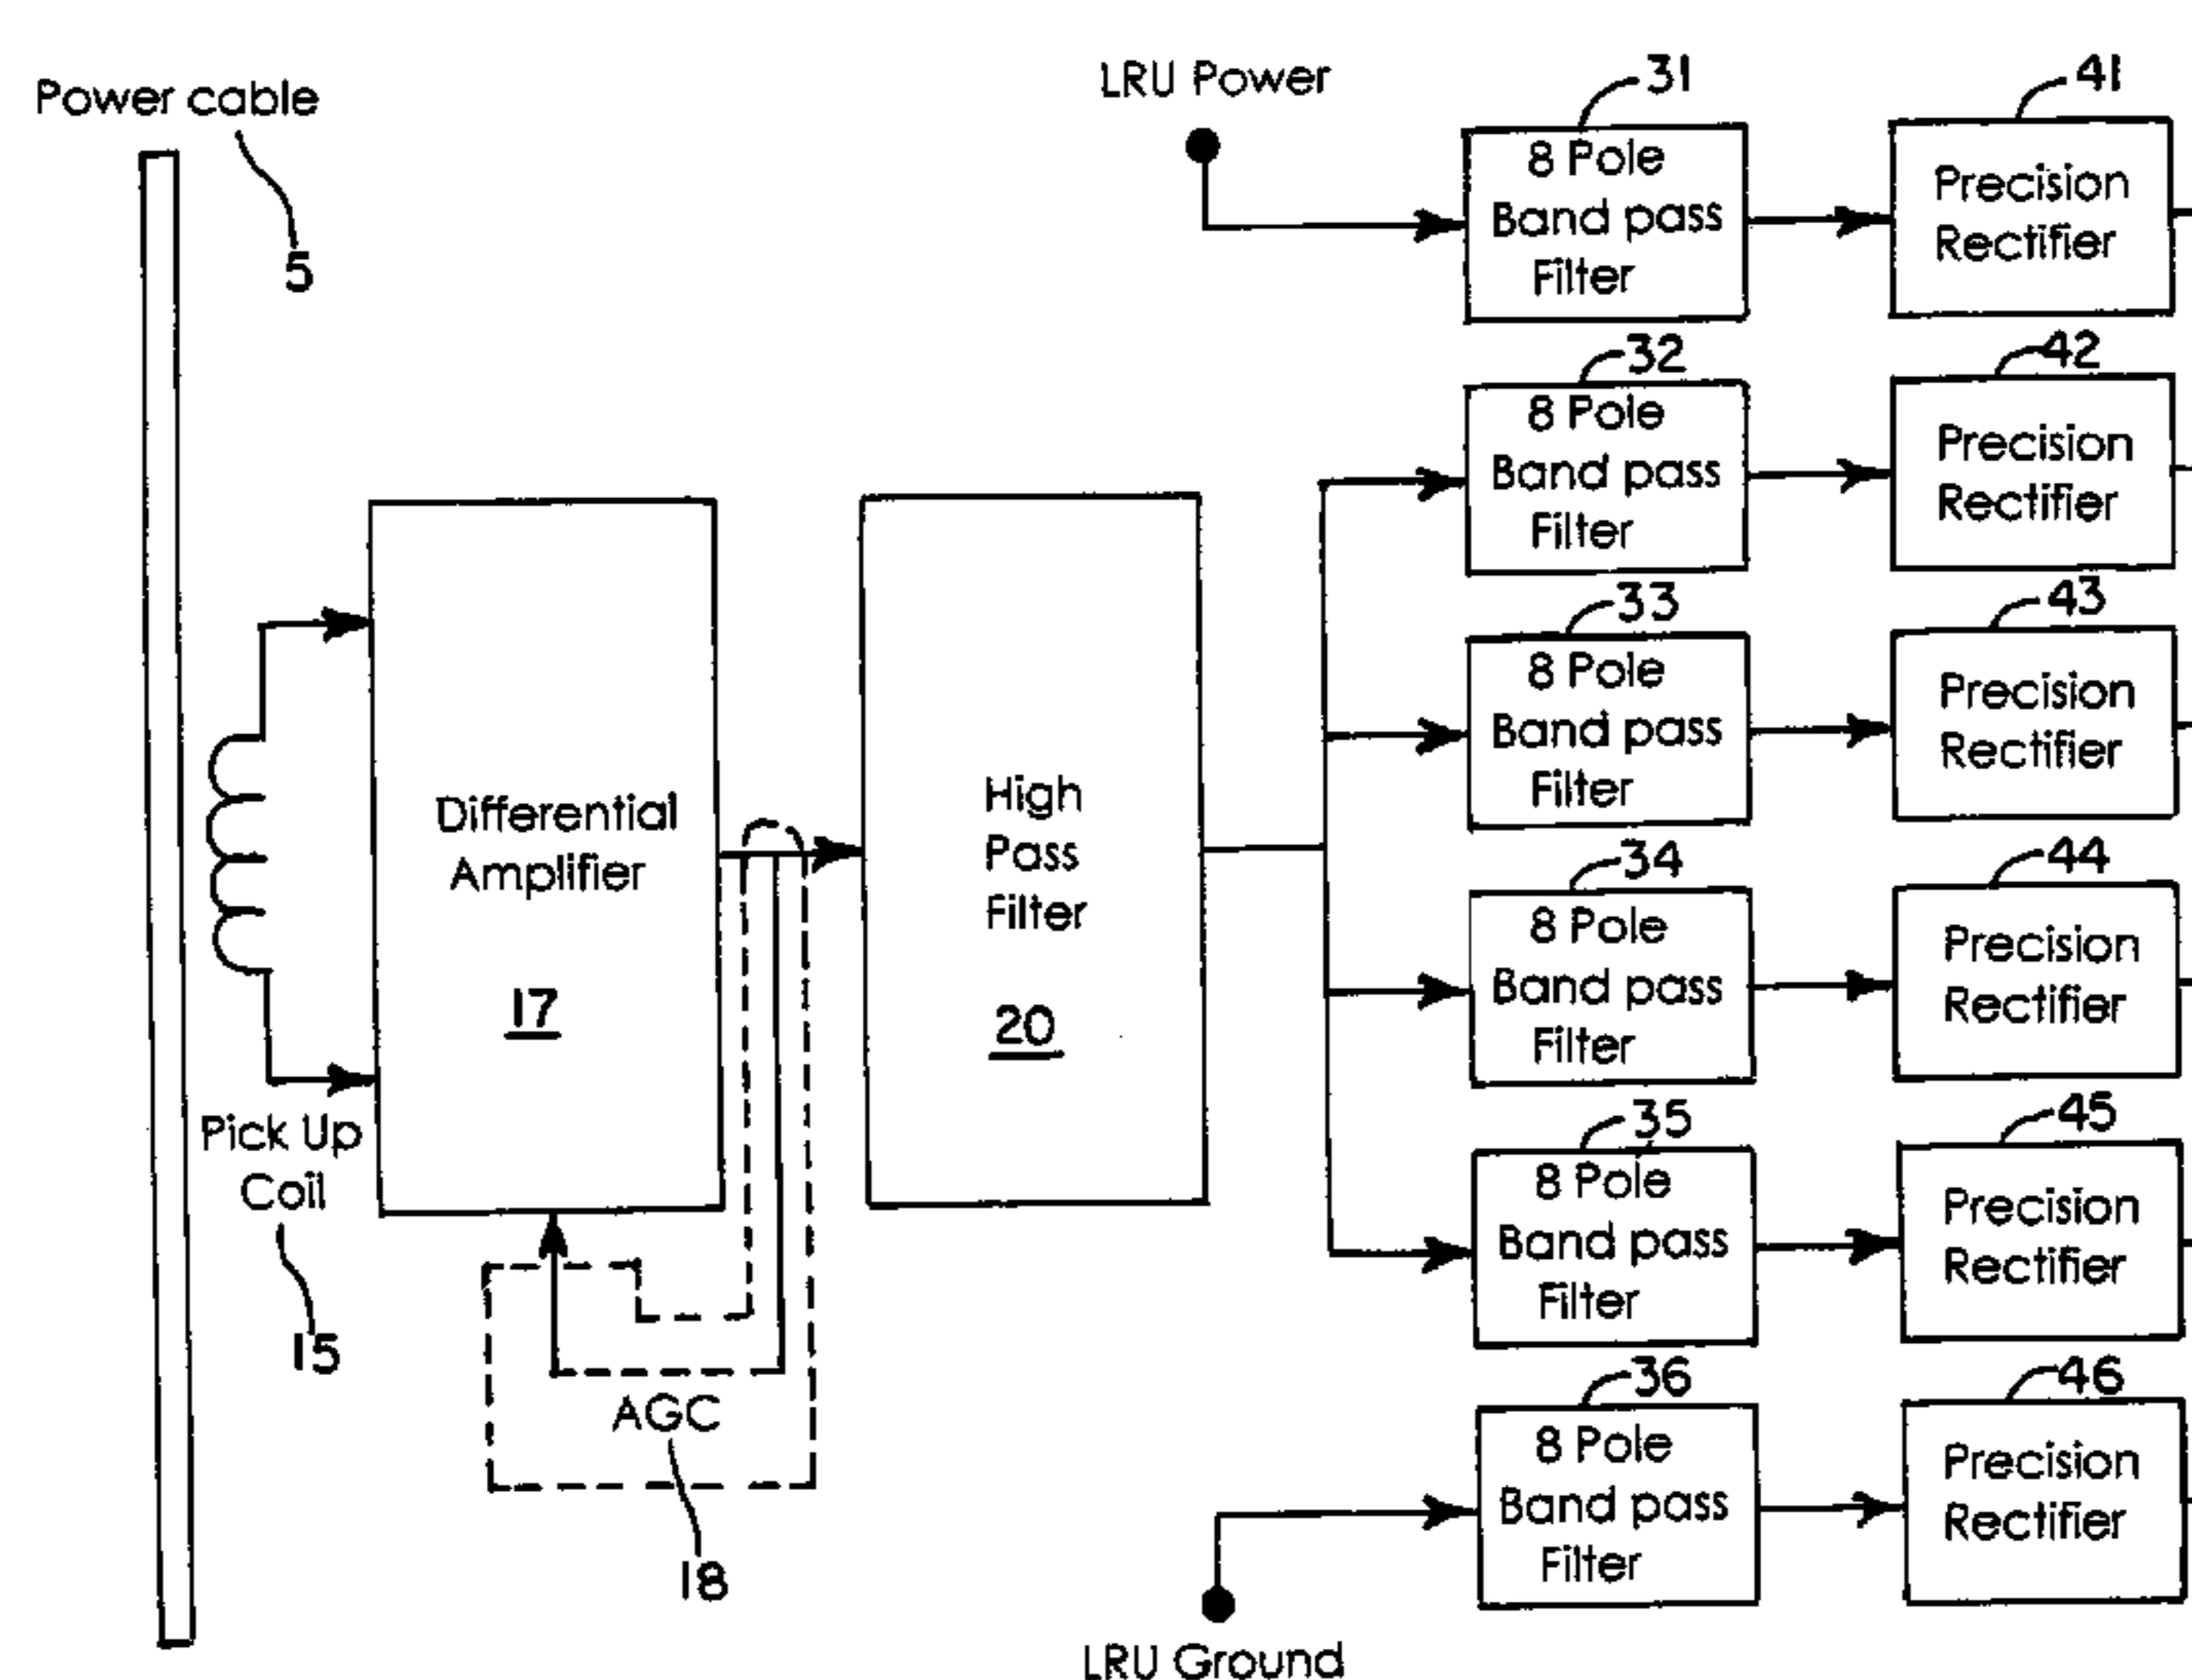 Power cable
5
Pick Up
Coil
15
Differential
Amplifier
17
AGC
18
High
Pass
Filter
20
LRU Power
31
8 Pole
Band pass
Filter
41
Precision
Rectifier
32
8 Pole
Band pass
Filter
42
Precision
Rectifier
33
8 Pole
Band pass
Filter
43
Precision
Rectifier
34
8 Pole
Band pass
Filter
44
Precision
Rectifier
35
8 Pole
Band pass
Filter
45
Precision
Rectifier
36
8 Pole
Band pass
Filter
46
Precision
Rectifier
LRU Ground